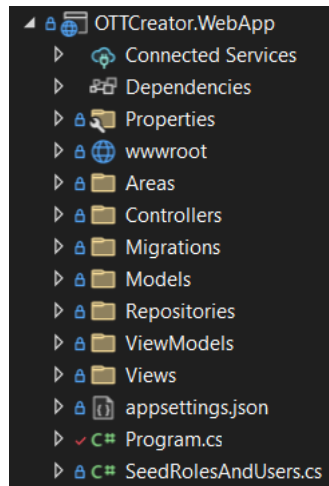 OTTCreator.WebApp
Connected Services
Dependencies
Properties
wwwroot
Areas
Controllers
Migrations
Models
Repositories
ViewModels
Views
appsettings.json
C# Program.cs
C# SeedRolesAndUsers.cs